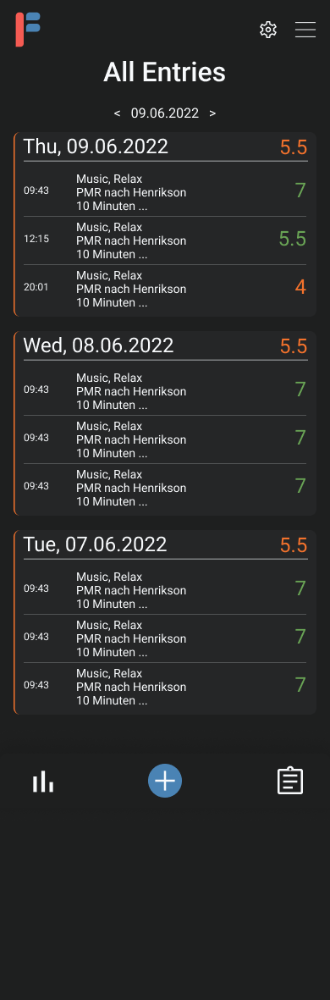 All Entries
< 09.06.2022 >
Thu, 09.06.2022 5.5
09:43 Music, Relax 7
PMR nach Henrikson
10 Minuten ...
12:15 Music, Relax 5.5
PMR nach Henrikson
10 Minuten ...
20:01 Music, Relax 4
PMR nach Henrikson
10 Minuten ...
Wed, 08.06.2022 5.5
09:43 Music, Relax 7
PMR nach Henrikson
10 Minuten ...
09:43 Music, Relax 7
PMR nach Henrikson
10 Minuten ...
09:43 Music, Relax 7
PMR nach Henrikson
10 Minuten ...
Tue, 07.06.2022 5.5
09:43 Music, Relax 7
PMR nach Henrikson
10 Minuten ...
09:43 Music, Relax 7
PMR nach Henrikson
10 Minuten ...
09:43 Music, Relax 7
PMR nach Henrikson
10 Minuten ...